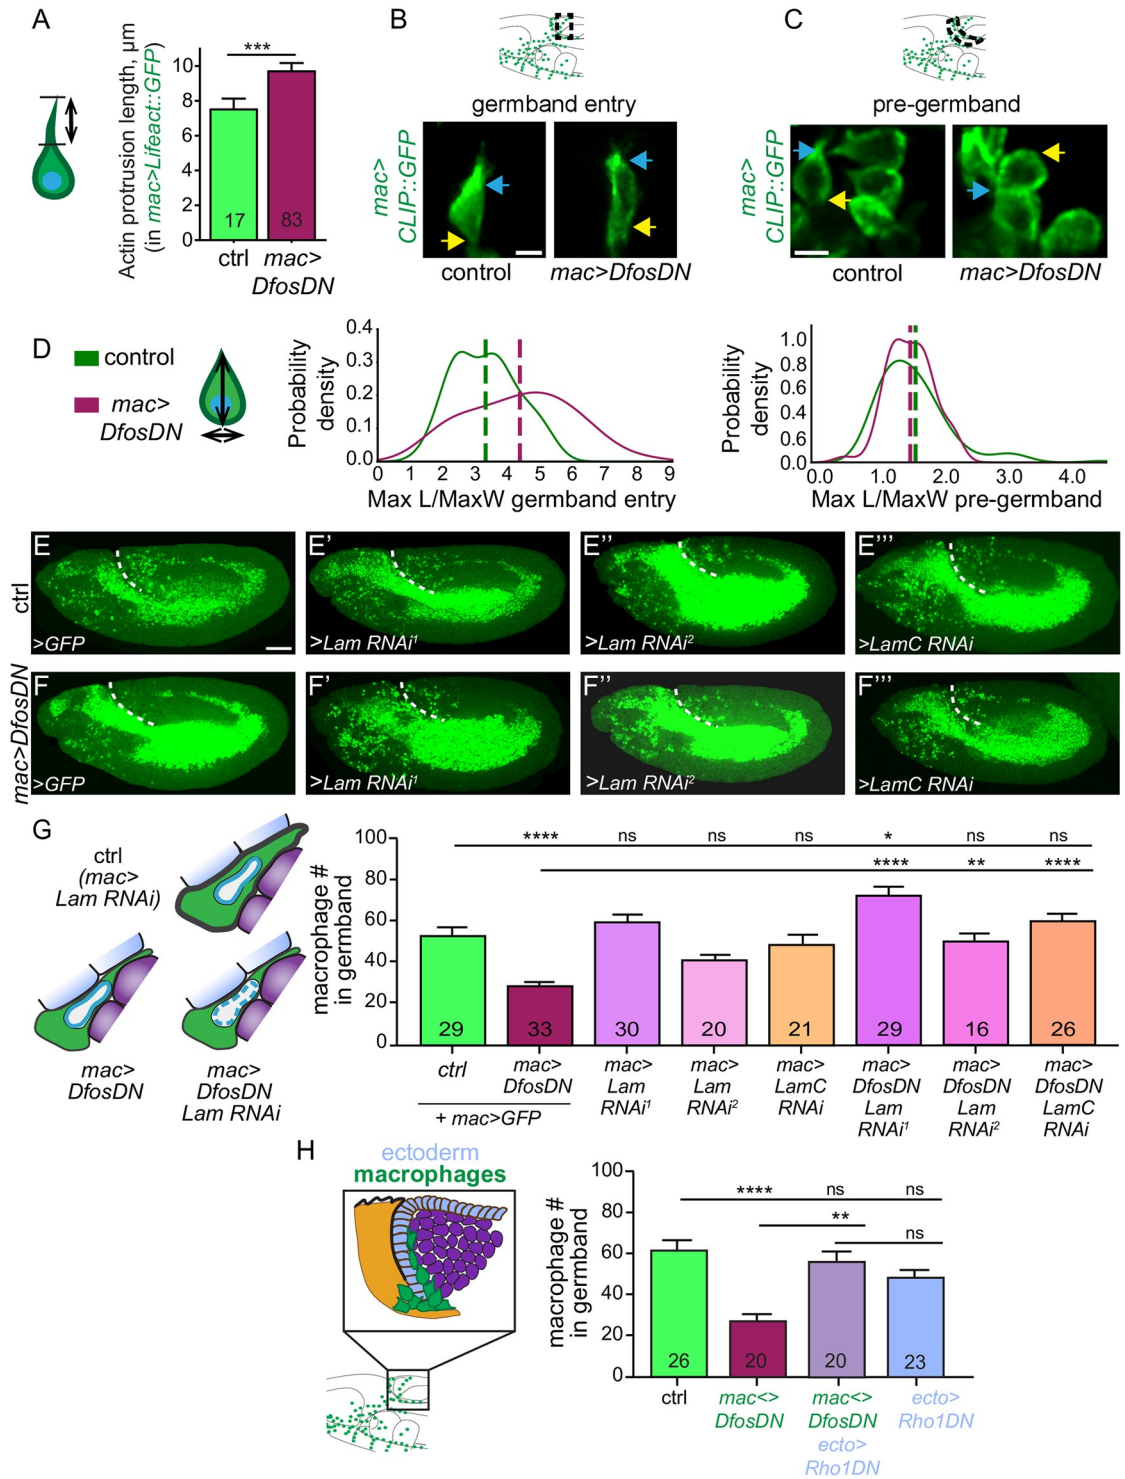 A
Actin protrusion length, µm
(in mac>Lifeact::GFP)
10
8
6
4
2
0
***
17
83
ctrl
mac>
DfosDN
B
germband entry
mac>
CLIP::GFP
control
mac>DfosDN
C
pre-germband
mac>
CLIP::GFP
control
mac>DfosDN
D
control
mac>
DfosDN
Probability
density
0.4
0.3
0.2
0.1
0.0
0 1 2 3 4 5 6 7 8 9
Max L/MaxW germband entry
Probability
density
1.0
0.8
0.6
0.4
0.6
0.0
0.0 1.0 2.0 3.0 4.0
Max L/MaxW pre-germband
ctrl
E
>GFP
E'
>Lam RNAi¹
E''
>Lam RNAi²
E'''
>LamC RNAi
mac>DfosDN
F
>GFP
F'
>Lam RNAi¹
F''
>Lam RNAi²
F'''
>LamC RNAi
G
ctrl
(mac>
Lam RNAi)
mac>
DfosDN
mac>
DfosDN
Lam RNAi
macrophage #
in germband
100
80
60
40
20
0
**** ns ns ns * ns ns
**** ** ****
29 33 30 20 21 29 16 26
ctrl
mac>
DfosDN
+ mac>GFP
mac>
Lam
RNAi¹
mac>
Lam
RNAi²
mac>
LamC
RNAi
mac>
DfosDN
Lam
RNAi¹
mac>
DfosDN
Lam
RNAi²
mac>
DfosDN
LamC
RNAi
H
ectoderm
macrophages
macrophage #
in germband
100
80
60
40
20
0
**** ns ns
**
ns
26 20 20 23
ctrl
mac<>
DfosDN
mac<>
DfosDN
ecto>
Rho1DN
ecto>
Rho1DN